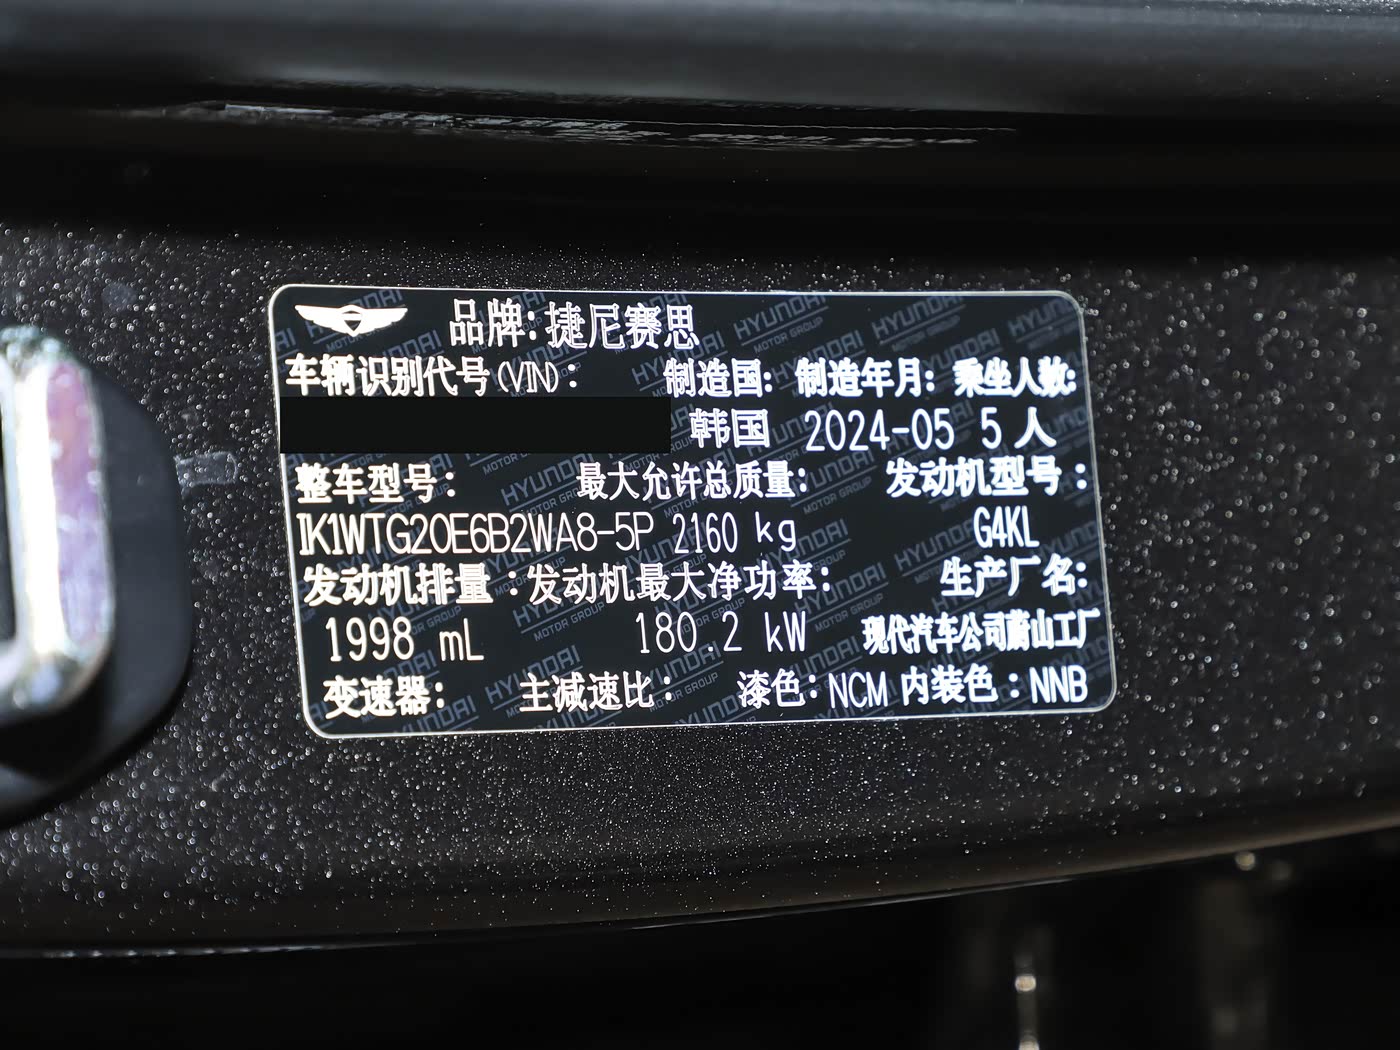 品牌:捷尼赛思
车辆识别代号(VIN): 制造国: 制造年月: 乘坐人数:
韩国 2024-05 5人
整车型号: 最大允许总质量: 发动机型号:
IK1WTG20E6B2WA8-5P 2160 kg G4KL
发动机排量:发动机最大净功率: 生产厂名:
1998 mL 180.2 kW 现代汽车公司蔚山工厂
变速器: 主减速比: 漆色:NCM 内装色:NNB
HYUNDAI
MOTOR GROUP